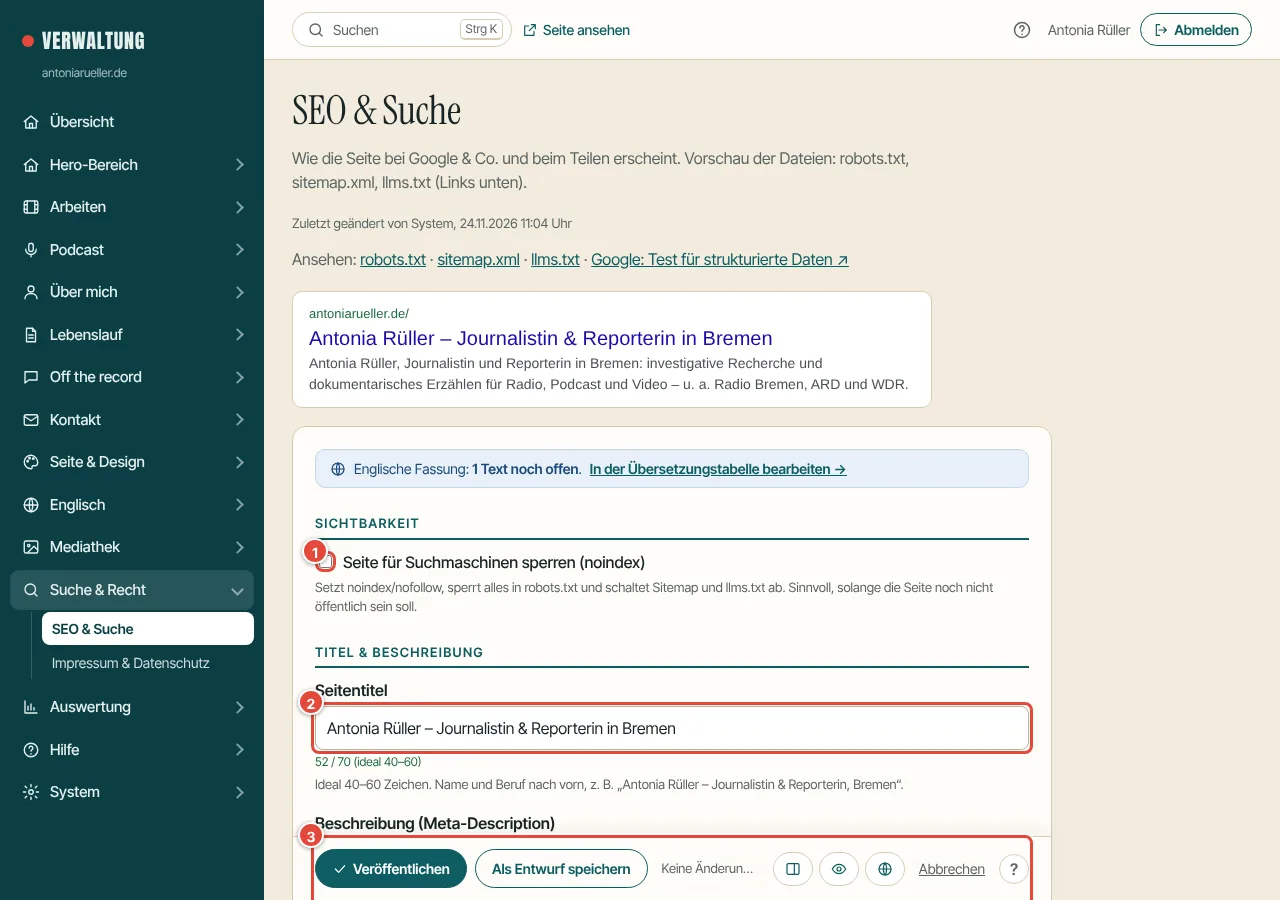 VERWALTUNG
antoniarueller.de
Übersicht
Hero-Bereich
Arbeiten
Podcast
Über mich
Lebenslauf
Off the record
Kontakt
Seite & Design
Englisch
Mediathek
Suche & Recht
SEO & Suche
Impressum & Datenschutz
Auswertung
Hilfe
System
Suchen
Strg K
Seite ansehen
Antonia Rüller
Abmelden
SEO & Suche
Wie die Seite bei Google & Co. und beim Teilen erscheint. Vorschau der Dateien: robots.txt,
sitemap.xml, llms.txt (Links unten).
Zuletzt geändert von System, 24.11.2026 11:04 Uhr
Ansehen: robots.txt · sitemap.xml · llms.txt · Google: Test für strukturierte Daten ↗
antoniarueller.de/
Antonia Rüller – Journalistin & Reporterin in Bremen
Antonia Rüller, Journalistin und Reporterin in Bremen: investigative Recherche und
dokumentarisches Erzählen für Radio, Podcast und Video – u. a. Radio Bremen, ARD und WDR.
Englische Fassung: 1 Text noch offen. In der Übersetzungstabelle bearbeiten →
SICHTBARKEIT
1
Seite für Suchmaschinen sperren (noindex)
Setzt noindex/nofollow, sperrt alles in robots.txt und schaltet Sitemap und llms.txt ab. Sinnvoll, solange die Seite noch nicht
öffentlich sein soll.
TITEL & BESCHREIBUNG
Seitentitel
2
Antonia Rüller – Journalistin & Reporterin in Bremen
52 / 70 (ideal 40–60)
Ideal 40–60 Zeichen. Name und Beruf nach vorn, z. B. „Antonia Rüller – Journalistin & Reporterin, Bremen“.
Beschreibung (Meta-Description)
3
Veröffentlichen
Als Entwurf speichern
Keine Änderun…
Abbrechen
?